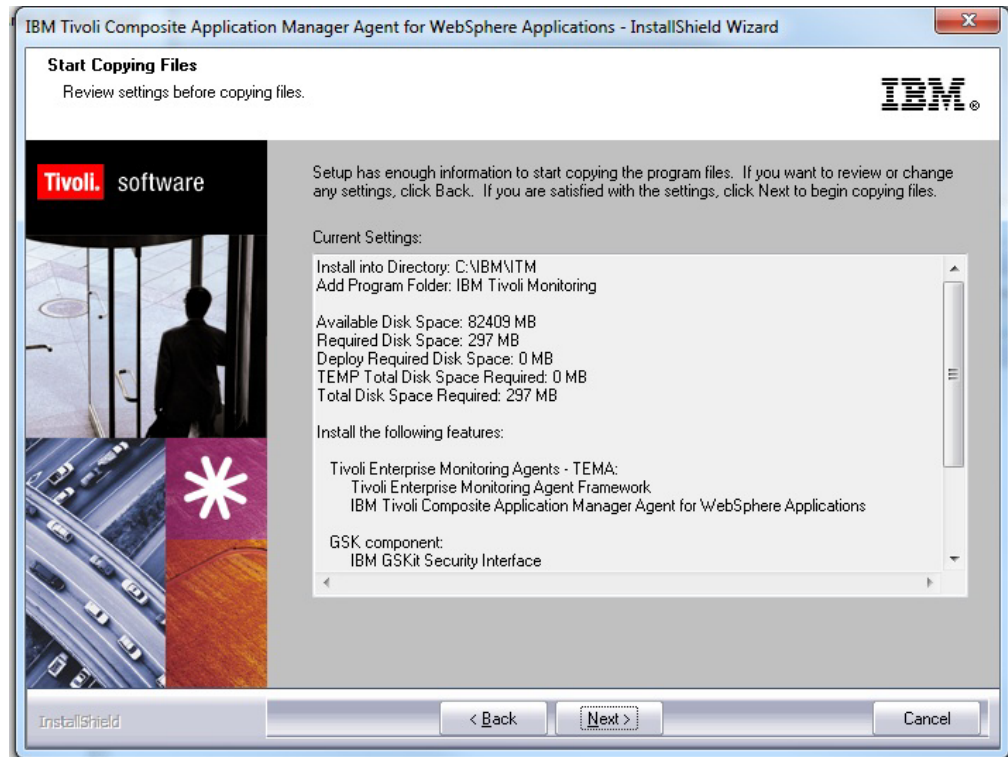 IBM Tivoli Composite Application Manager Agent for WebSphere Applications - InstallShield Wizard
Start Copying Files
Review settings before copying files.
IBM®
Tivoli. software
Setup has enough information to start copying the program files. If you want to review or change
any settings, click Back. If you are satisfied with the settings, click Next to begin copying files.
Current Settings:
Install into Directory: C:\IBM\ITM
Add Program Folder: IBM Tivoli Monitoring
Available Disk Space: 82409 MB
Required Disk Space: 297 MB
Deploy Required Disk Space: 0 MB
TEMP Total Disk Space Required: 0 MB
Total Disk Space Required: 297 MB
Install the following features:
Tivoli Enterprise Monitoring Agents - TEMA:
Tivoli Enterprise Monitoring Agent Framework
IBM Tivoli Composite Application Manager Agent for WebSphere Applications
GSK component:
IBM GSKit Security Interface
InstallShield
< Back
Next >
Cancel